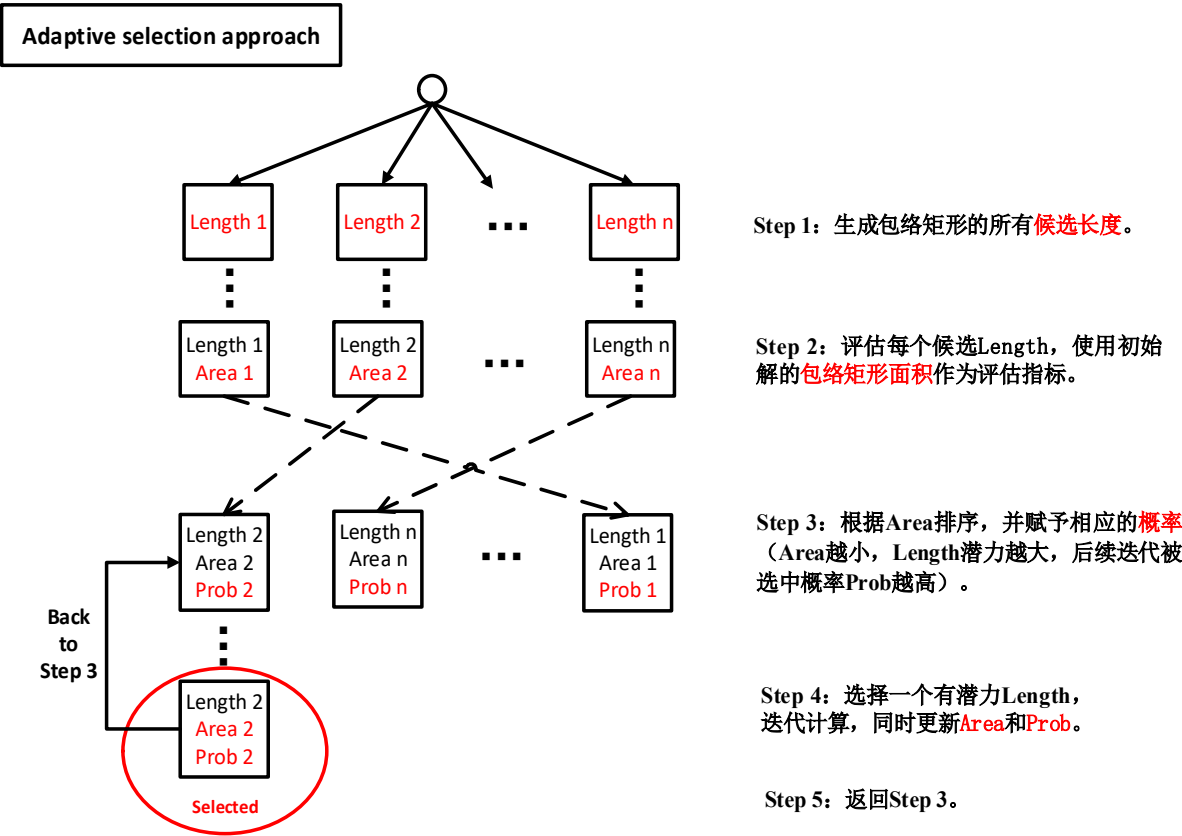 Adaptive selection approach
Length 1
Length 2
...
Length n
Step 1：生成包络矩形的所有候选长度。
Length 1
Area 1
Length 2
Area 2
...
Length n
Area n
Step 2：评估每个候选Length，使用初始
解的包络矩形面积作为评估指标。
Length 2
Area 2
Prob 2
Length n
Area n
Prob n
...
Length 1
Area 1
Prob 1
Step 3：根据Area排序，并赋予相应的概率
（Area越小，Length潜力越大，后续迭代被
选中概率Prob越高）。
Back
to
Step 3
Length 2
Area 2
Prob 2
Selected
Step 4：选择一个有潜力Length，
迭代计算，同时更新Area和Prob。
Step 5：返回Step 3。